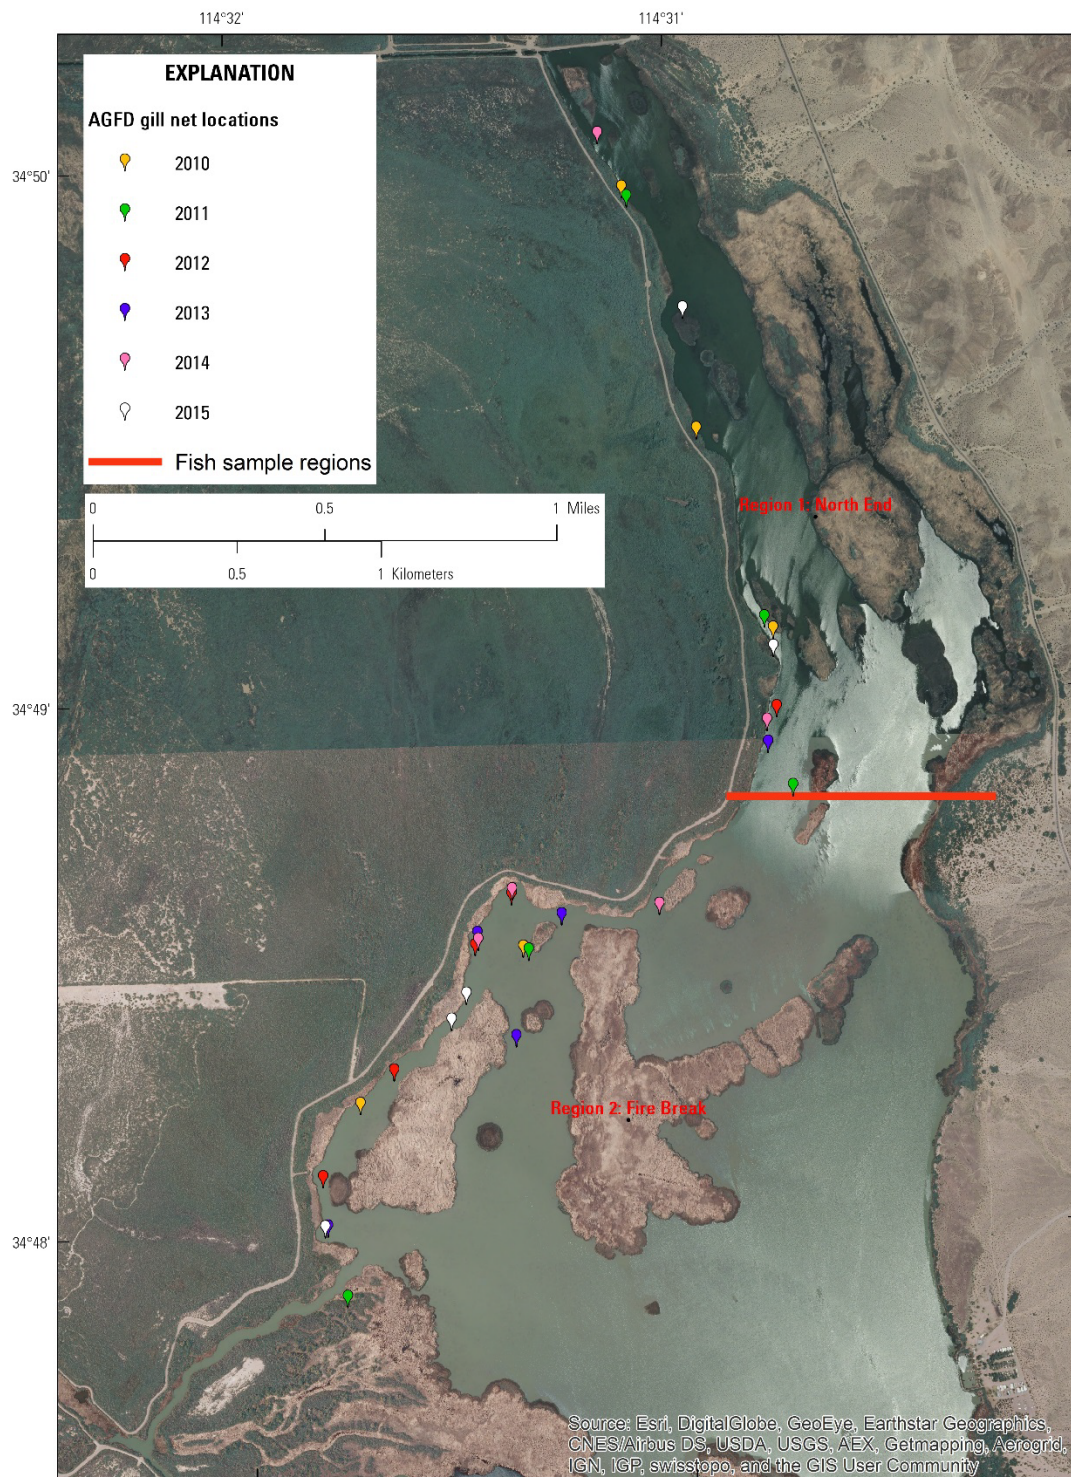 114°32'
114°31'
EXPLANATION
AGFD gill net locations
2010
2011
2012
2013
2014
2015
Fish sample regions
0 0.5 1 Miles
0 0.5 1 Kilometers
34°50'
Region 1: North End
34°49'
Region 2: Fire Break
34°48'
Source: Esri, DigitalGlobe, GeoEye, Earthstar Geographics,
CNES/Airbus DS, USDA, USGS, AEX, Getmapping, Aerogrid,
IGN, IGP, swisstopo, and the GIS User Community